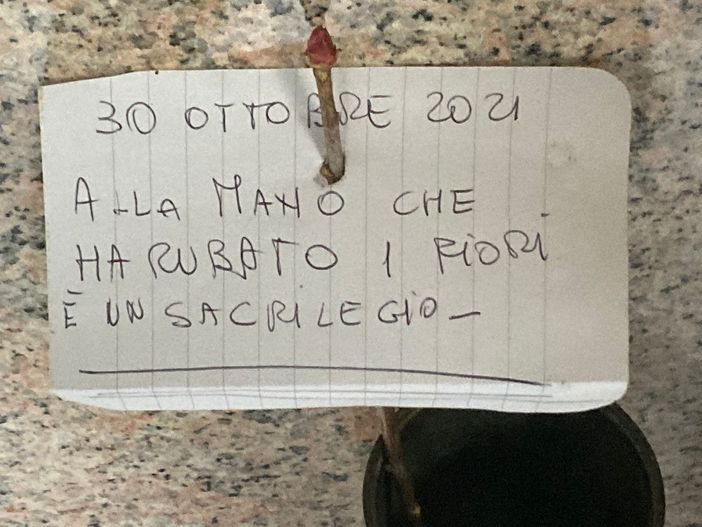 30 OTTOBRE 2021
ALLA MANO CHE
HA RUBATO I FIORI
È UN SACRILEGIO –